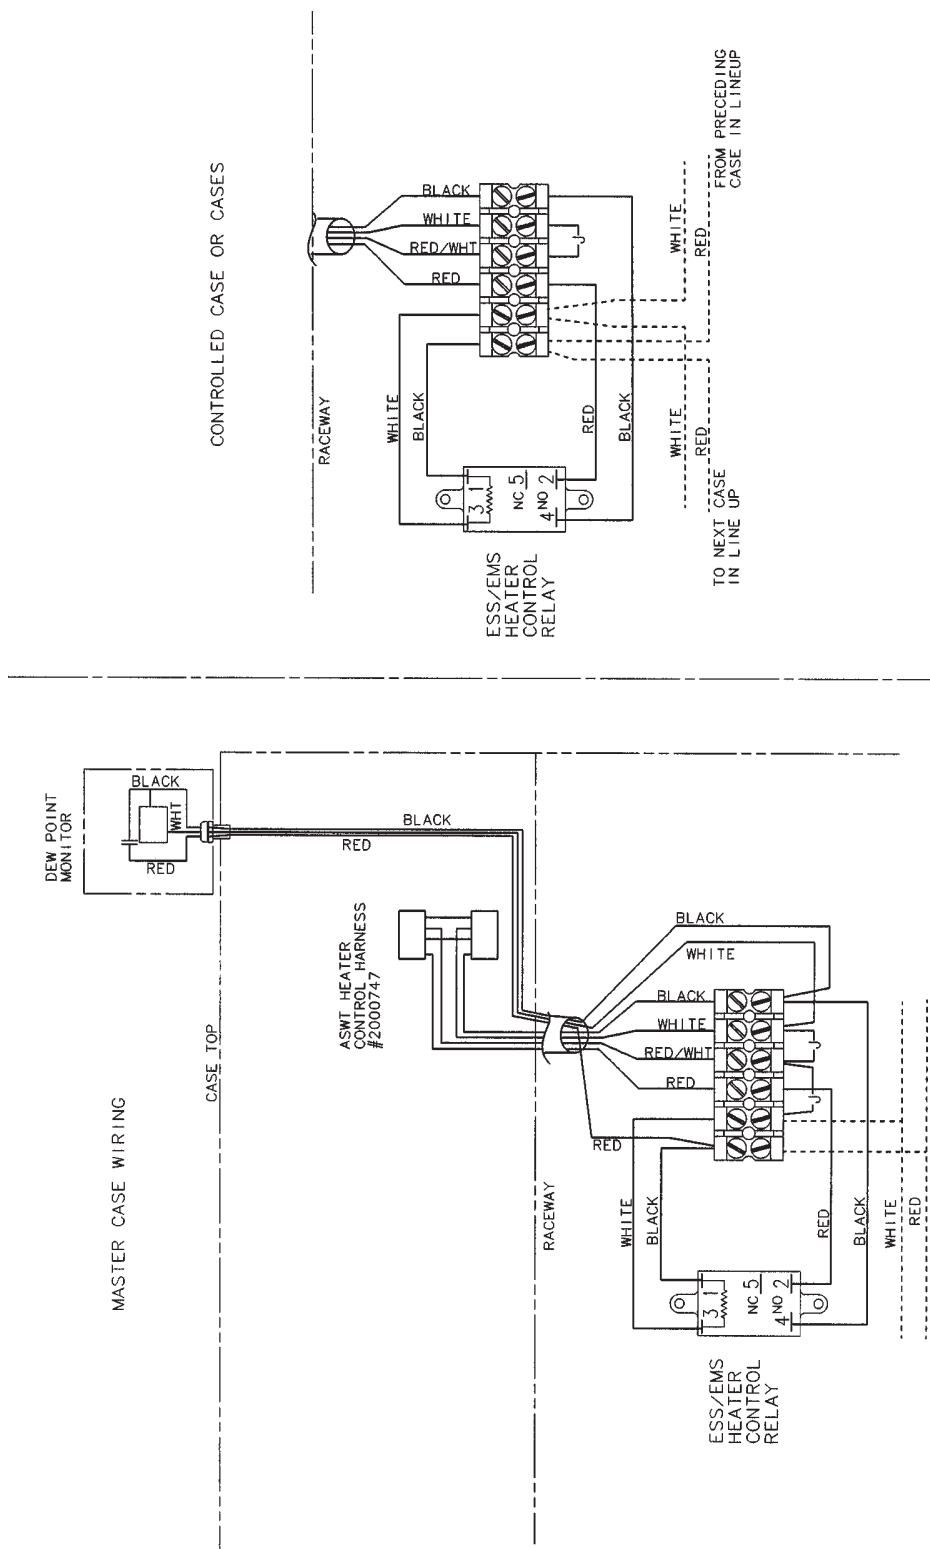 MASTER CASE WIRING
CASE TOP
DEW POINT
MONITOR
BLACK
WHT
RED
BLACK
RED
ASWT HEATER
CONTROL HARNESS
#2000747
RACEWAY
BLACK
WHITE
BLACK
WHITE
RED/WHT
RED
RED
J
J
WHITE
BLACK
RED
BLACK
WHITE
RED
3 1
NC 5
4 NO 2
ESS/EMS
HEATER
CONTROL
RELAY
CONTROLLED CASE OR CASES
RACEWAY
BLACK
WHITE
RED/WHT
RED
J
WHITE
BLACK
RED
BLACK
WHITE
RED
WHITE
RED
FROM PRECEDING
CASE IN LINEUP
TO NEXT CASE
IN LINE UP
3 1
NC 5
4 NO 2
ESS/EMS
HEATER
CONTROL
RELAY